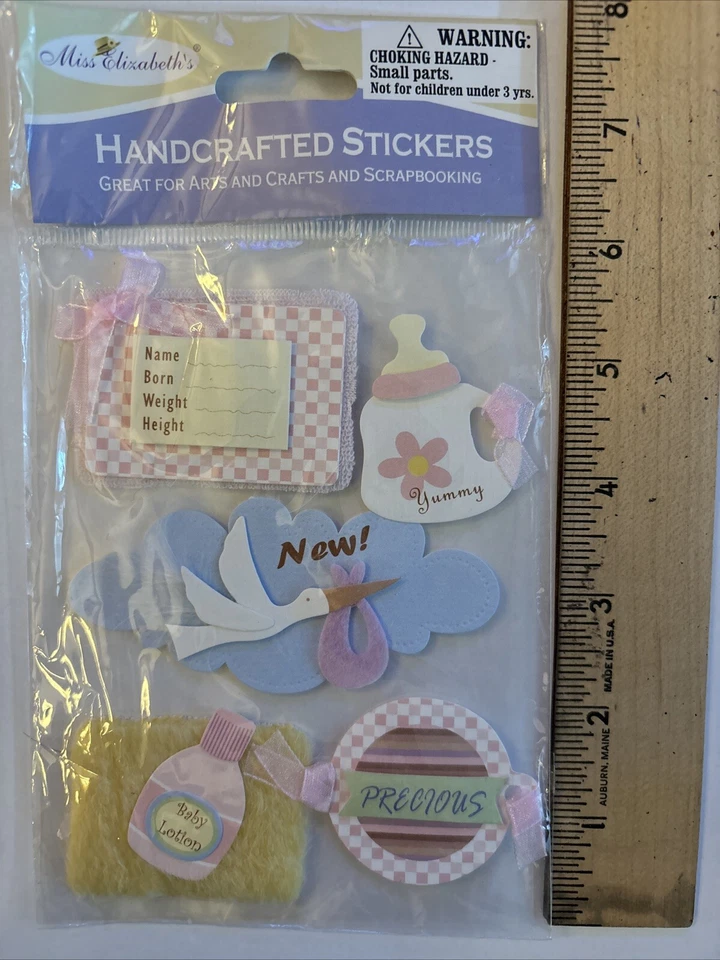 Miss Elizabeth's®
WARNING:
CHOKING HAZARD -
Small parts.
Not for children under 3 yrs.
HANDCRAFTED STICKERS
GREAT FOR ARTS AND CRAFTS AND SCRAPBOOKING
Name
Born
Weight
Height
Yummy
New!
Baby
Lotion
PRECIOUS
8
7
6
5
4
3
2
1
MADE IN U.S.A.
AUBURN, MAINE